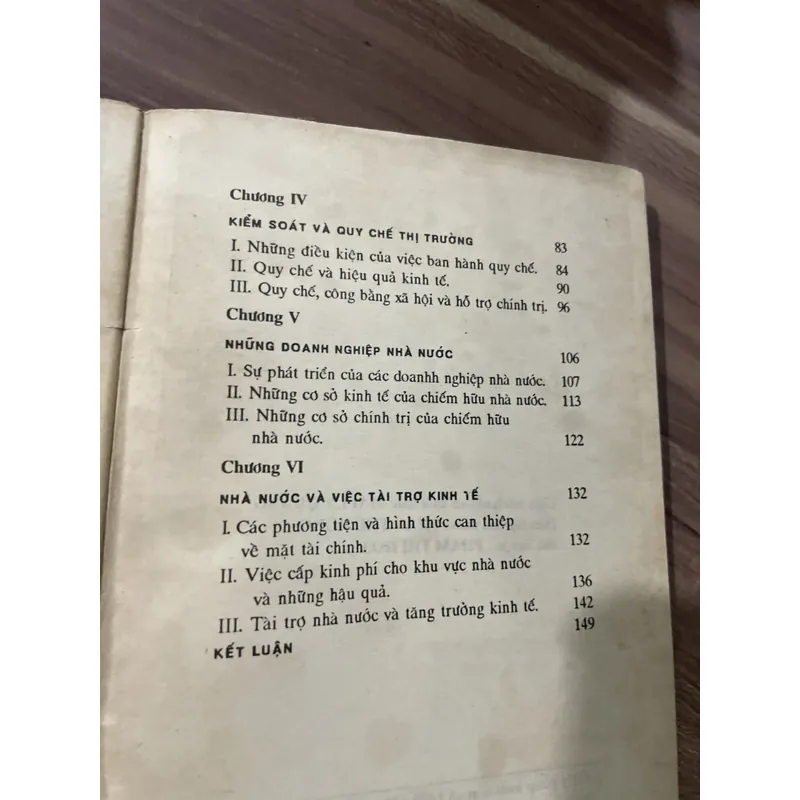 Chương IV
KIỂM SOÁT VÀ QUY CHẾ THỊ TRƯỜNG 83
I. Những điều kiện của việc ban hành quy chế. 84
II. Quy chế và hiệu quả kinh tế. 90
III. Quy chế, công bằng xã hội và hỗ trợ chính trị. 96
Chương V
NHỮNG DOANH NGHIỆP NHÀ NƯỚC 106
I. Sự phát triển của các doanhh nghiệp nhà nước. 107
II. Những cơ sở kinh tế của chiếm hữu nhà nước. 113
III. Những cơ sở chính trị của chiếm hữu
nhà nước. 122
Chương VI
NHÀ NƯỚC VÀ VIỆC TÀI TRỢ KINH TẾ 132
I. Các phương tiện và hình thức can thiệp
về mặt tài chính. 132
II. Việc cấp kinh phí cho khu vực nhà nước
và những hậu quả. 136
III. Tài trợ nhà nước và tăng trưởng kinh tế. 142
KẾT LUẬN 149